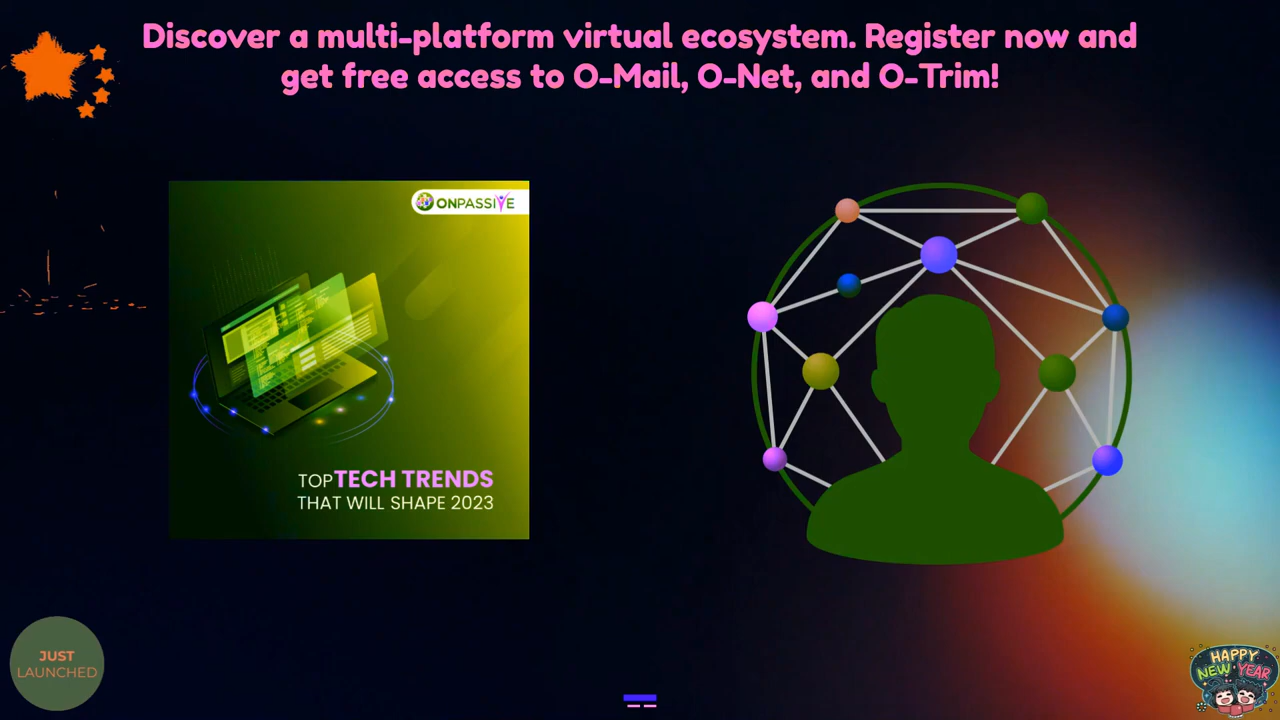 Discover a multi-platform virtual ecosystem. Register now and
get free access to O-Mail, O-Net, and O-Trim!
ONPASSIVE
TOP TECH TRENDS
THAT WILL SHAPE 2023
JUST
LAUNCHED
HAPPY
NEW YEAR